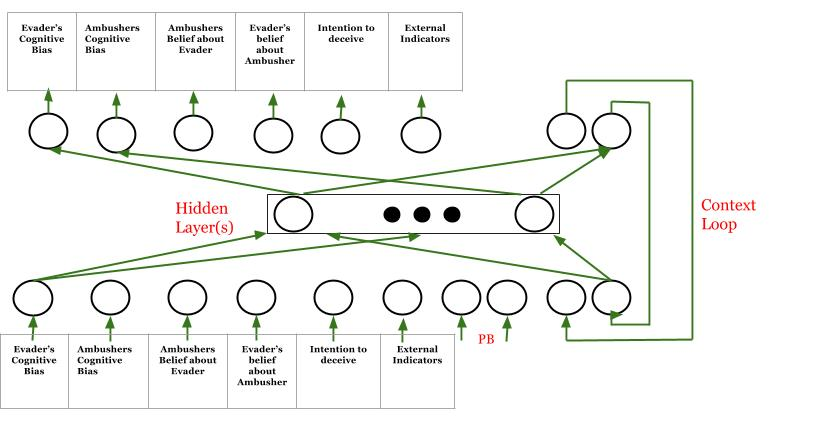 Evader's
Cognitive
Bias
Ambushers
Cognitive
Bias
Ambushers
Belief about
Evader
Evader's
belief
about
Ambusher
Intention to
deceive
External
Indicators
Hidden
Layer(s)
Context
Loop
PB
Evader's
Cognitive
Bias
Ambushers
Cognitive
Bias
Ambushers
Belief about
Evader
Evader's
belief
about
Ambusher
Intention to
deceive
External
Indicators